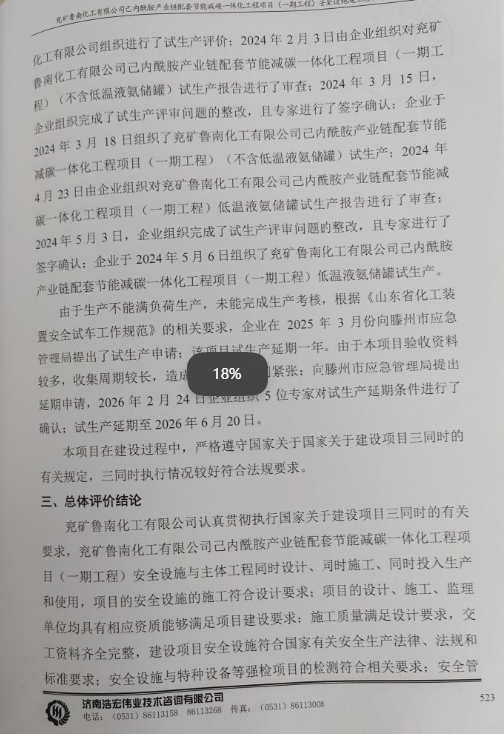 兖矿鲁南化工有限公司己内酰胺产业链配套节能减碳一体化工程项目（一期工程）安全设施
化工有限公司组织进行了试生产评价；2024 年 2 月 3 日由企业组织对兖矿
鲁南化工有限公司己内酰胺产业链配套节能减碳一体化工程项目（一期工
程）（不含低温液氨储罐）试生产报告进行了审查；2024 年 3 月 15 日，
企业组织完成了试生产评审问题的整改，且专家进行了签字确认；企业于
2024 年 3 月 18 日组织了兖矿鲁南化工有限公司己内酰胺产业链配套节能
减碳一体化工程项目（一期工程）（不含低温液氨储罐）试生产；2024 年
4 月 23 日由企业组织对兖矿鲁南化工有限公司己内酰胺产业链配套节能减
碳一体化工程项目（一期工程）低温液氨储罐试生产报告进行了审查；
2024 年 5 月 3 日，企业组织完成了试生产评审问题的整改，且专家进行了
签字确认；企业于 2024 年 5 月 6 日组织了兖矿鲁南化工有限公司己内酰胺
产业链配套节能减碳一体化工程项目（一期工程）低温液氨储罐试生产。
由于生产不能满负荷生产，未能完成生产考核，根据《山东省化工装
置安全试车工作规范》的相关要求，企业在 2025 年 3 月份向滕州市应急
管理局提出了试生产申请；该项目试生产延期一年。由于本项目验收资料
较多，收集周期较长，造成 18% 紧张；向滕州市应急管理局提出
延期申请，2026 年 2 月 24 日企业组织 5 位专家对试生产延期条件进行了
确认；试生产延期至 2026 年 6 月 20 日。
本项目在建设过程中，严格遵守国家关于国家关于建设项目三同时的
有关规定，三同时执行情况较好符合法规要求。
三、总体评价结论
兖矿鲁南化工有限公司认真贯彻执行国家关于建设项目三同时的有关
要求，兖矿鲁南化工有限公司己内酰胺产业链配套节能减碳一体化工程项
目（一期工程）安全设施与主体工程同时设计、同时施工、同时投入生产
和使用，项目的安全设施的施工符合设计要求；项目的设计、施工、监理
单位均具有相应资质能够满足项目建设要求；施工质量满足设计要求，交
工资料齐全完整，建设项目安全设施符合国家有关安全生产法律、法规和
标准要求；安全设施与特种设备等强检项目的检测符合相关要求；安全管
济南浩宏伟业技术咨询有限公司
电话：（0531）86113158 86113268 传真：（0531）86113008
523